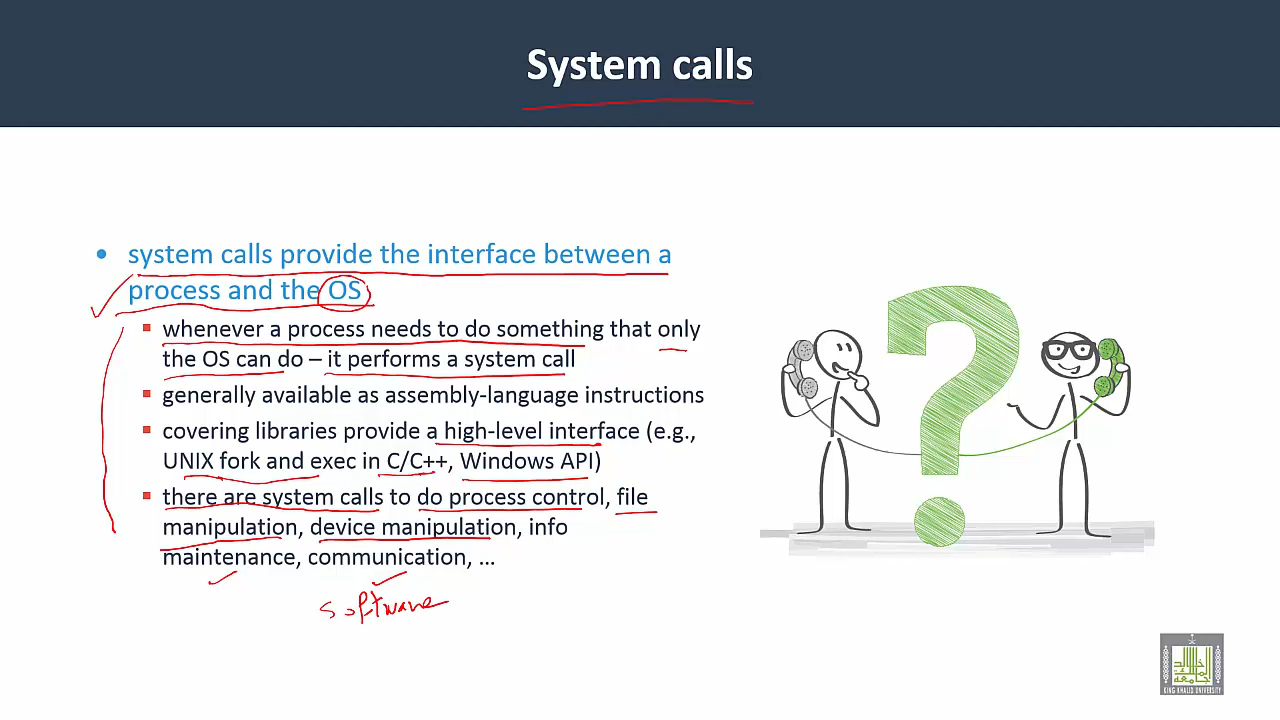 System calls
• system calls provide the interface between a
process and the OS
▪ whenever a process needs to do something that only
the OS can do – it performs a system call
▪ generally available as assembly-language instructions
▪ covering libraries provide a high-level interface (e.g.,
UNIX fork and exec in C/C++, Windows API)
▪ there are system calls to do process control, file
manipulation, device manipulation, info
maintenance, communication, ...
software
KING KHALID UNIVERSITY